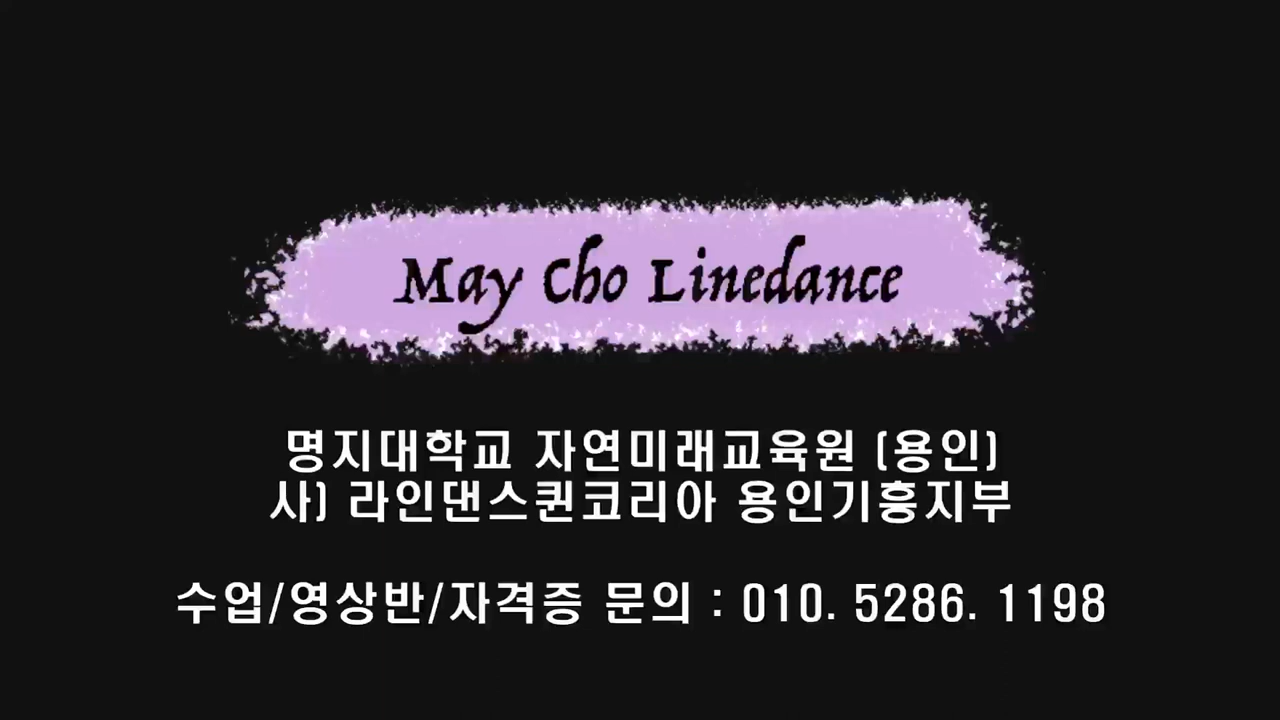 May Cho Linedance
명지대학교 자연미래교육원 (용인)
사) 라인댄스퀸코리아 용인기흥지부
수업/영상반/자격증 문의 : 010. 5286. 1198